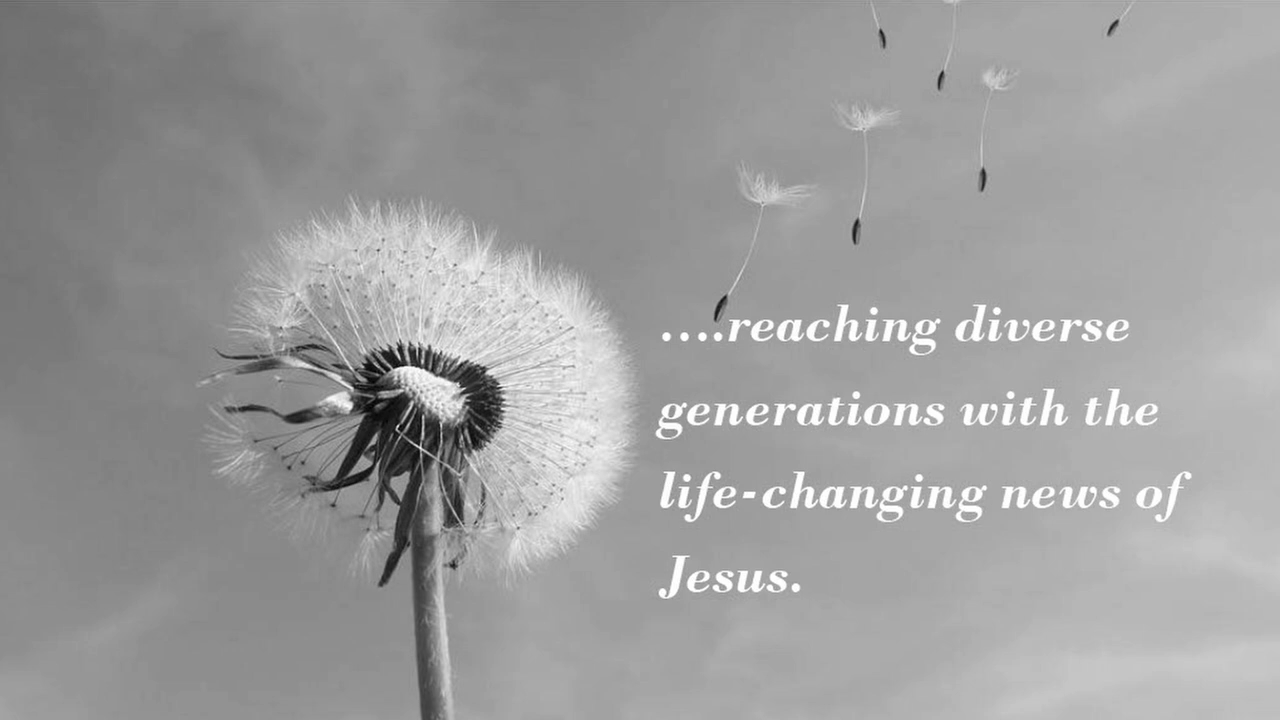 ....reaching diverse
generations with the
life-changing news of
Jesus.